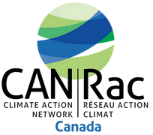 CAN Rac
CLIMATE ACTION RÉSEAU ACTION
NETWORK CLIMAT
Canada